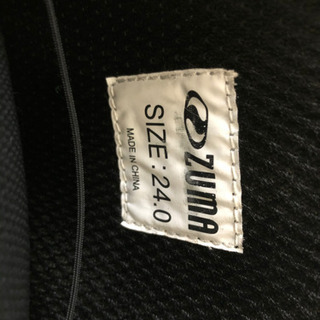 ZUMA
SIZE : 24.0
MADE IN CHINA